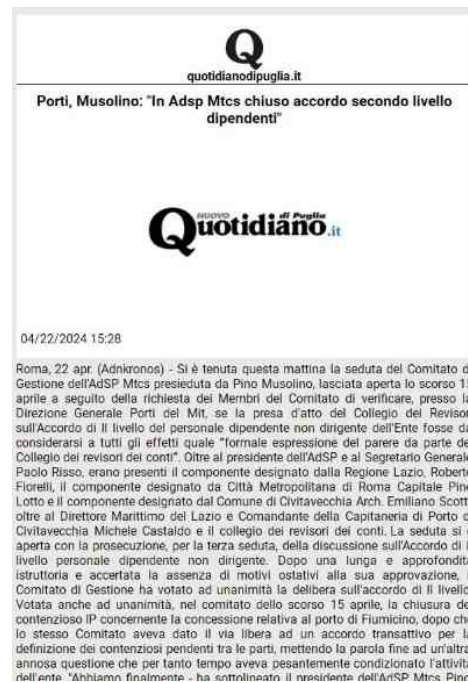 Q
quotidianodipuglia.it
Porti, Musolino: "In Adsp Mtcs chiuso accordo secondo livello
dipendenti"
NUOVO
di Puglia
Quotidiano.it
04/22/2024 15:28
Roma, 22 apr. (Adnkronos) - Si è tenuta questa mattina la seduta del Comitato d
Gestione dell'AdSP Mtcs presieduta da Pino Musolino, lasciata aperta lo scorso 1
aprile a seguito della richiesta dei Membri del Comitato di verificare, presso la
Direzione Generale Porti del Mit, se la presa d'atto del Collegio dei Revisor
sull'Accordo di II livello del personale dipendente non dirigente dell'Ente fosse da
considerarsi a tutti gli effetti quale "formale espressione del parere da parte de
Collegio dei revisori dei conti". Oltre al presidente dell'AdSP e al Segretario Generale
Paolo Risso, erano presenti il componente designato dalla Regione Lazio, Robert
Fiorelli, il componente designato da Città Metropolitana di Roma Capitale Pin
Lotto e il componente designato dal Comune di Civitavecchia Arch. Emiliano Scott
oltre al Direttore Marittimo del Lazio e Comandante della Capitaneria di Porto d
Civitavecchia Michele Castaldo e il collegio dei revisori dei conti. La seduta si
aperta con la prosecuzione, per la terza seduta, della discussione sull'Accordo di
livello personale dipendente non dirigente. Dopo una lunga e approfondit
istruttoria e accertata la assenza di motivi ostativi alla sua approvazione,
Comitato di Gestione ha votato ad unanimità la delibera sull'accordo di II livello
Votata anche ad unanimità, nel comitato dello scorso 15 aprile, la chiusura de
contenzioso IP concernente la concessione relativa al porto di Fiumicino, dopo che
lo stesso Comitato aveva dato il via libera ad un accordo transattivo per la
definizione dei contenziosi pendenti tra le parti, mettendo la parola fine ad un'altra
annosa questione che per tanto tempo aveva pesantemente condizionato l'attivit
dell'ente. "Abbiamo finalmente - ha sottolineato il presidente dell'AdSP Mtcs Pino